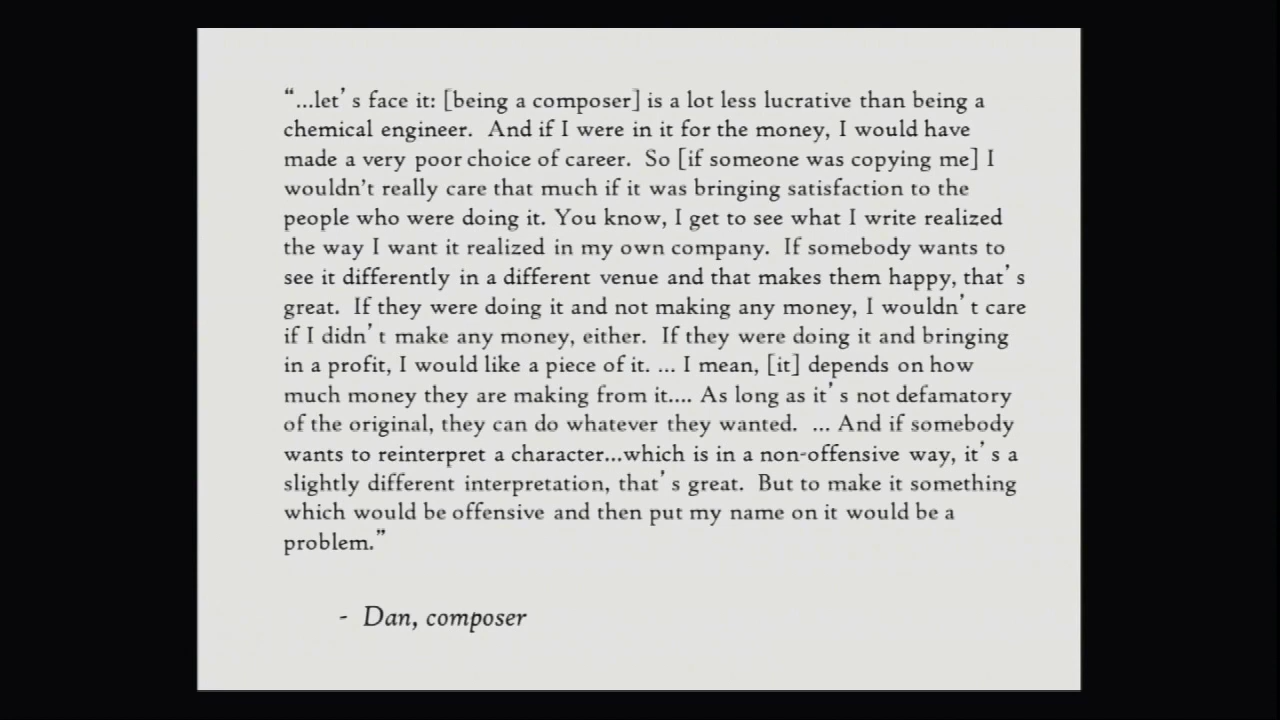 “...let’s face it: [being a composer] is a lot less lucrative than being a
chemical engineer.  And if I were in it for the money, I would have
made a very poor choice of career.  So [if someone was copying me] I
wouldn’t really care that much if it was bringing satisfaction to the
people who were doing it. You know, I get to see what I write realized
the way I want it realized in my own company.  If somebody wants to
see it differently in a different venue and that makes them happy, that’s
great.  If they were doing it and not making any money, I wouldn’t care
if I didn’t make any money, either.  If they were doing it and bringing
in a profit, I would like a piece of it. ... I mean, [it] depends on how
much money they are making from it.... As long as it’s not defamatory
of the original, they can do whatever they wanted.  ... And if somebody
wants to reinterpret a character...which is in a non-offensive way, it’s a
slightly different interpretation, that’s great.  But to make it something
which would be offensive and then put my name on it would be a
problem.”
- Dan, composer